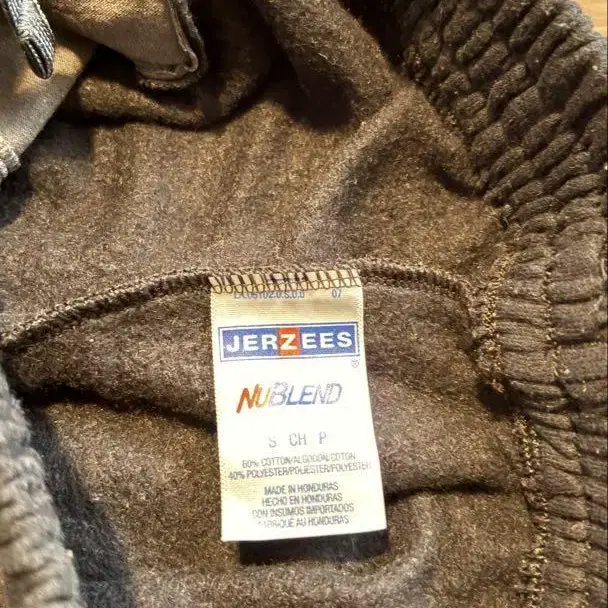 07
JERZEES
®
NUBLEND
S CH P
60% COTTON/ALGODON/COTON
40% POLYESTER/POLIESTER/POLYESTER
MADE IN HONDURAS
HECHO EN HONDURAS
CON INSUMOS IMPORTADOS
FABRIQUE AU HONDURAS